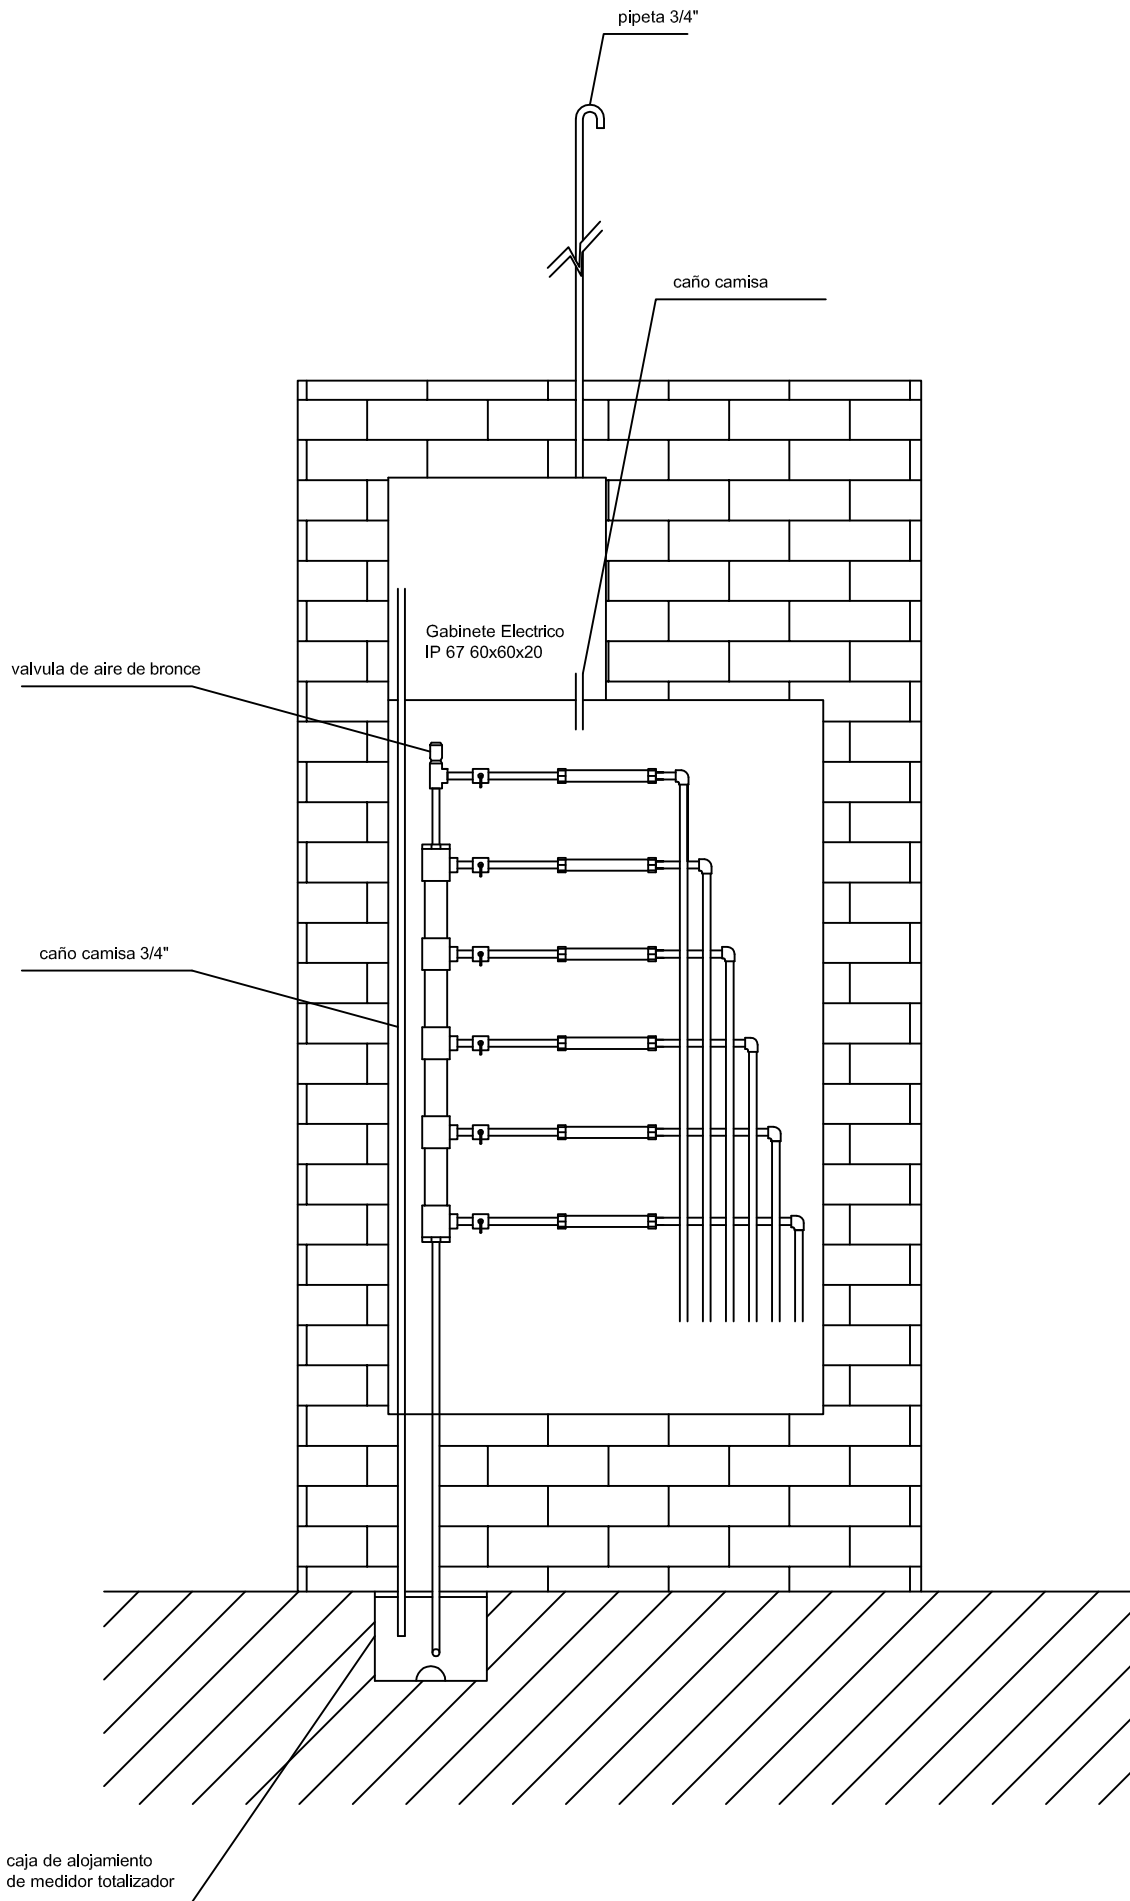 pipeta 3/4"
caño camisa
Gabinete Electrico
IP 67 60x60x20
valvula de aire de bronce
caño camisa 3/4"
caja de alojamiento
de medidor totalizador